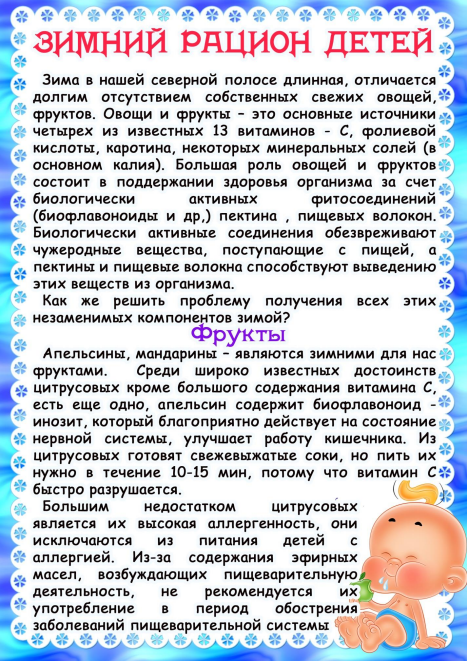 ЗИМНИЙ РАЦИОН ДЕТЕЙ
Зима в нашей северной полосе длинная, отличается
долгим отсутствием собственных свежих овощей,
фруктов. Овощи и фрукты – это основные источники
четырех из известных 13 витаминов - С, фолиевой
кислоты, каротина, некоторых минеральных солей (в
основном калия). Большая роль овощей и фруктов
состоит в поддержании здоровья организма за счет
биологически активных фитосоединений
(биофлавоноиды и др,) пектина , пищевых волокон.
Биологически активные соединения обезвреживают
чужеродные вещества, поступающие с пищей, а
пектины и пищевые волокна способствуют выведению
этих веществ из организма.
Как же решить проблему получения всех этих
незаменимых компонентов зимой?
Фрукты
Апельсины, мандарины – являются зимними для нас
фруктами. Среди широко известных достоинств
цитрусовых кроме большого содержания витамина С,
есть еще одно, апельсин содержит биофлавоноид -
инозит, который благоприятно действует на состояние
нервной системы, улучшает работу кишечника. Из
цитрусовых готовят свежевыжатые соки, но пить их
нужно в течение 10-15 мин, потому что витамин С
быстро разрушается.
Большим недостатком цитрусовых
является их высокая аллергенность, они
исключаются из питания детей с
аллергией. Из-за содержания эфирных
масел, возбуждающих пищеварительную
деятельность, не рекомендуется их
употребление в период обострения
заболеваний пищеварительной системы